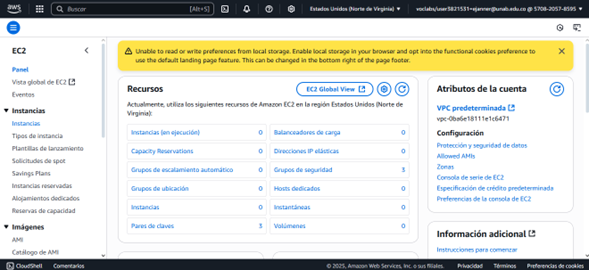 aws
Buscar
[Alt+S]
Estados Unidos (Norte de Virginia)
voclabs/user5821531=ejanner@unab.edu.co @ 5708-2057-8595
EC2
Panel
Vista global de EC2
Eventos
Instancias
Instancias
Tipos de instancia
Plantillas de lanzamiento
Solicitudes de spot
Savings Plans
Instancias reservadas
Alojamientos dedicados
Reservas de capacidad
Imágenes
AMI
Catálogo de AMI
Unable to read or write preferences from local storage. Enable local storage in your browser and opt into the functional cookies preference to
use the default landing page feature. This can be changed in the bottom right of the page footer.
Recursos
EC2 Global View
Actualmente, utiliza los siguientes recursos de Amazon EC2 en la región Estados Unidos (Norte de
Virginia):
Instancias (en ejecución) 0
Balanceadores de carga 0
Capacity Reservations 0
Direcciones IP elásticas 0
Grupos de escalamiento automático 0
Grupos de seguridad 3
Grupos de ubicación 0
Hosts dedicados 0
Instancias 0
Instantáneas 0
Pares de claves 3
Volúmenes 0
Atributos de la cuenta
VPC predeterminada
vpc-0ba6e18111e1c6471
Configuración
Protección y seguridad de datos
Allowed AMIs
Zonas
Consola de serie de EC2
Especificación de crédito predeterminada
Preferencias de la consola de EC2
Información adicional
Instrucciones para comenzar
CloudShell
Comentarios
© 2025, Amazon Web Services, Inc. o sus filiales.
Privacidad
Términos
Preferencias de cookies